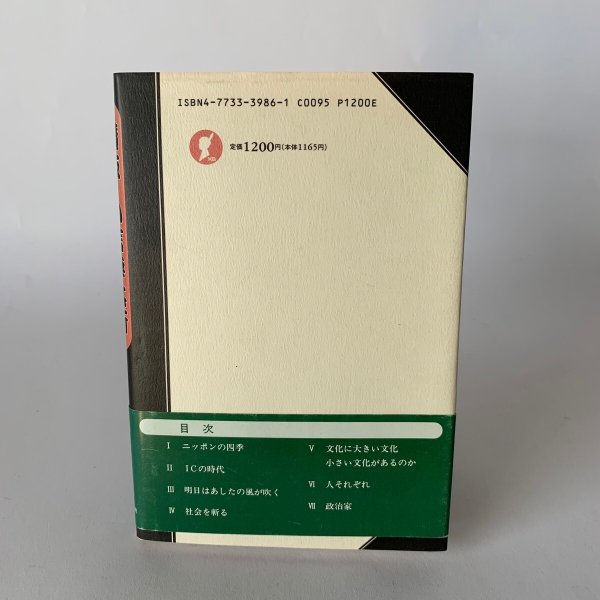 ISBN4-7733-3986-1 C0095 P1200E
定価1200円(本体1165円)
目次
I ニッポンの四季
II ICの時代
III 明日はあしたの風が吹く
IV 社会を斬る
V 文化に大きい文化
小さい文化があるのか
VI 人それぞれ
VII 政治家